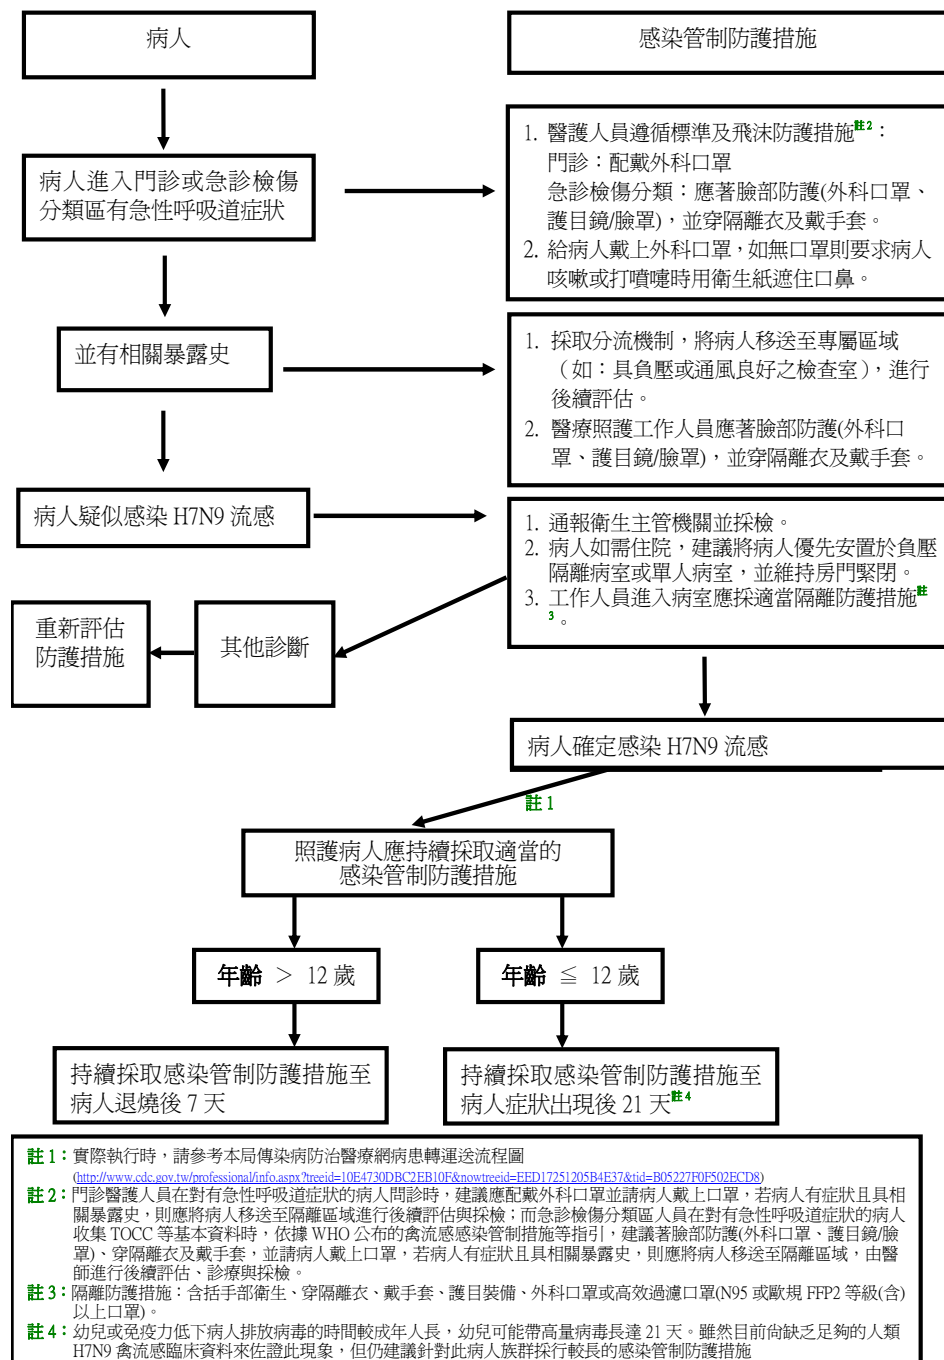 病人
感染管制防護措施
病人進入門診或急診檢傷
分類區有急性呼吸道症狀
1. 醫護人員遵循標準及飛沫防護措施註2：
門診：配戴外科口罩
急診檢傷分類：應著臉部防護(外科口罩、
護目鏡/臉罩)，並穿隔離衣及戴手套。
2. 給病人戴上外科口罩，如無口罩則要求病人
咳嗽或打噴嚏時用衛生紙遮住口鼻。
並有相關暴露史
1. 採取分流機制，將病人移送至專屬區域
（如：具負壓或通風良好之檢查室），進行
後續評估。
2. 醫療照護工作人員應著臉部防護(外科口
罩、護目鏡/臉罩)，並穿隔離衣及戴手套。
病人疑似感染 H7N9 流感
1. 通報衛生主管機關並採檢。
2. 病人如需住院，建議將病人優先安置於負壓
隔離病室或單人病室，並維持房門緊閉。
3. 工作人員進入病室應採適當隔離防護措施註
3。
重新評估
防護措施
其他診斷
病人確定感染 H7N9 流感
註 1
照護病人應持續採取適當的
感染管制防護措施
年齡 ＞ 12 歲
年齡 ≦ 12 歲
持續採取感染管制防護措施至
病人退燒後 7 天
持續採取感染管制防護措施至
病人症狀出現後 21 天註4
註 1：實際執行時，請參考本局傳染病防治醫療網病患轉運送流程圖
(http://www.cdc.gov.tw/professional/info.aspx?treeid=10E4730DBC2EB10F&nowtreeid=EED17251205B4E37&tid=B05227F0F502ECD8)
註 2：門診醫護人員在對有急性呼吸道症狀的病人問診時，建議應配戴外科口罩並請病人戴上口罩，若病人有症狀且具相
關暴露史，則應將病人移送至隔離區域進行後續評估與採檢；而急診檢傷分類區人員在對有急性呼吸道症狀的病人
收集 TOCC 等基本資料時，依據 WHO 公布的禽流感感染管制措施等指引，建議著臉部防護(外科口罩、護目鏡/臉
罩)、穿隔離衣及戴手套，並請病人戴上口罩，若病人有症狀且具相關暴露史，則應將病人移送至隔離區域，由醫
師進行後續評估、診療與採檢。
註 3：隔離防護措施：含括手部衛生、穿隔離衣、戴手套、護目裝備、外科口罩或高效過濾口罩(N95 或歐規 FFP2 等級(含)
以上口罩)。
註 4：幼兒或免疫力低下病人排放病毒的時間較成年人長，幼兒可能帶高量病毒長達 21 天。雖然目前尚缺乏足夠的人類
H7N9 禽流感臨床資料來佐證此現象，但仍建議針對此病人族群採行較長的感染管制防護措施